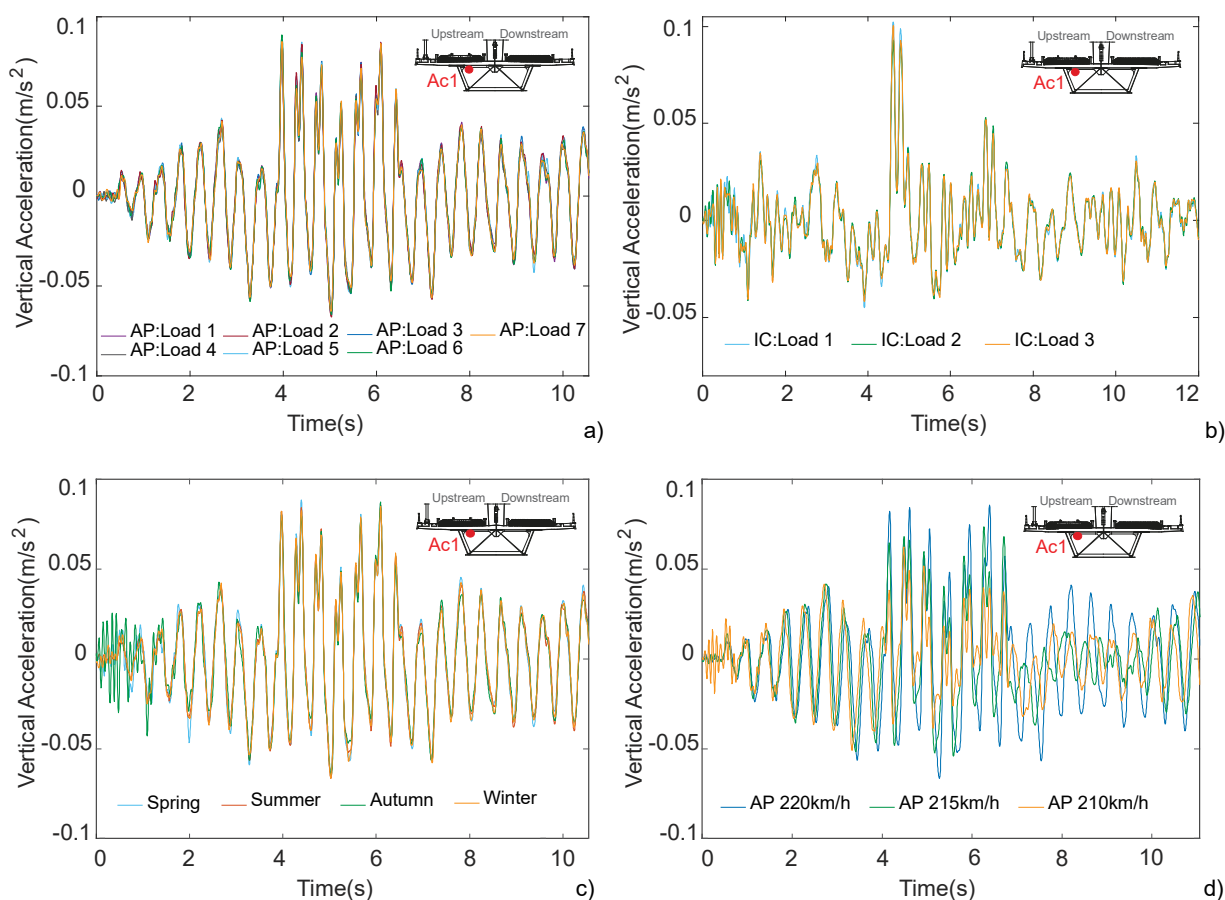 Vertical Acceleration(m/s²)
0.1
0.05
0
-0.05
-0.1
Upstream Downstream
Ac1
AP:Load 1 AP:Load 2 AP:Load 3 AP:Load 7
AP:Load 4 AP:Load 5 AP:Load 6
0 2 4 6 8 10
Time(s)
a)
Vertical Acceleration(m/s²)
0.1
0.05
0
-0.05
Upstream Downstream
Ac1
IC:Load 1 IC:Load 2 IC:Load 3
0 2 4 6 8 10 12
Time(s)
b)
Vertical Acceleration(m/s²)
0.1
0.05
0
-0.05
-0.1
Upstream Downstream
Ac1
Spring Summer Autumn Winter
0 2 4 6 8 10
Time(s)
c)
Vertical Acceleration(m/s²)
0.1
0.05
0
-0.05
-0.1
Upstream Downstream
Ac1
AP 220km/h AP 215km/h AP 210km/h
0 2 4 6 8 10
Time(s)
d)